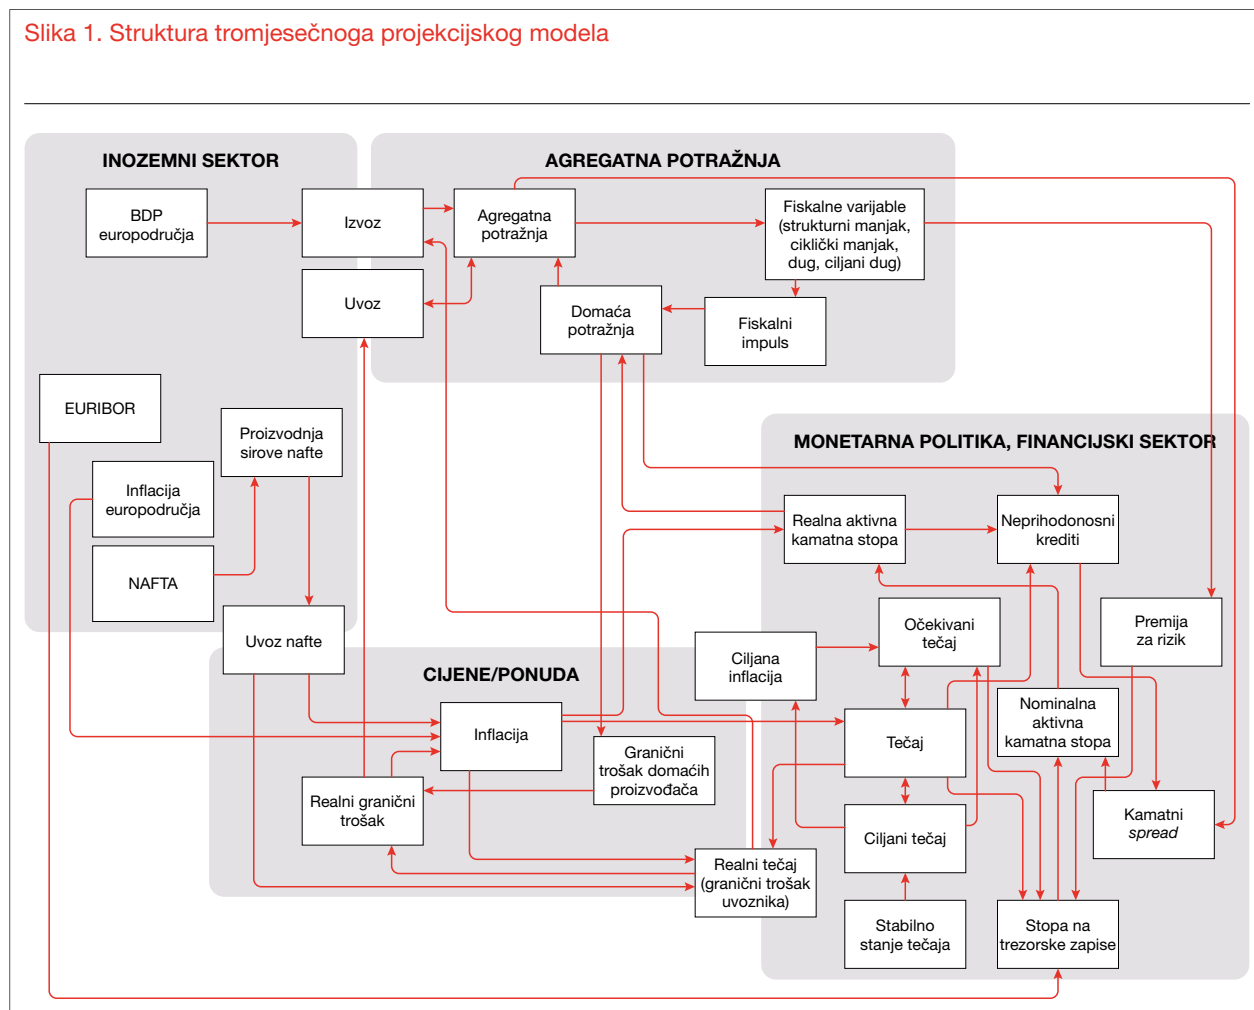 Slika 1. Struktura tromjesečnoga projekcijskog modela
INOZEMNI SEKTOR
AGREGATNA POTRAŽNJA
BDP
europodručja
Izvoz
Agregatna
potražnja
Fiskalne varijable
(strukturni manjak,
ciklički manjak,
dug, ciljani dug)
Uvoz
Domaća
potražnja
Fiskalni
impuls
EURIBOR
Proizvodnja
sirove nafte
Inflacija
europodručja
NAFTA
Uvoz nafte
MONETARNA POLITIKA, FINANCIJSKI SEKTOR
Realna aktivna
kamatna stopa
Neprihodonosni
krediti
Očekivani
tečaj
Premija
za rizik
Ciljana
inflacija
CIJENE/PONUDA
Inflacija
Granični
trošak domaćih
proizvođača
Realni granični
trošak
Tečaj
Nominalna
aktivna
kamatna stopa
Ciljani tečaj
Kamatni
spread
Realni tečaj
(granični trošak
uvoznika)
Stabilno
stanje tečaja
Stopa na
trezorske zapise